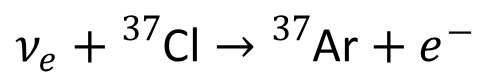 𝜈ₑ + ³⁷Cl → ³⁷Ar + 𝑒⁻